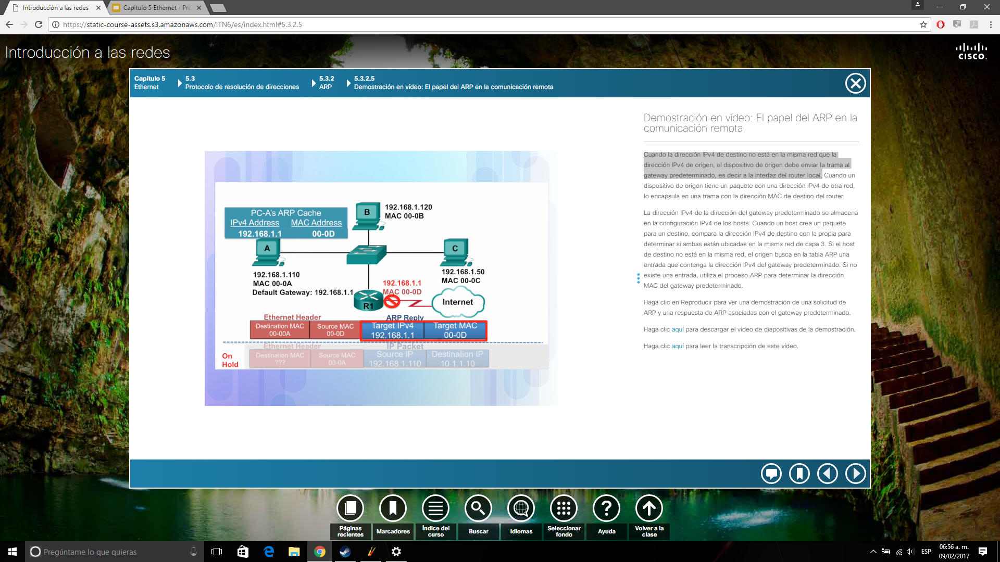 Introducción a las redes
Capitulo 5 Ethernet - Pre
https://static-course-assets.s3.amazonaws.com/ITN6/es/index.html#5.3.2.5
Introducción a las redes
CISCO
Capítulo 5
Ethernet
5.3
Protocolo de resolución de direcciones
5.3.2
ARP
5.3.2.5
Demostración en vídeo: El papel del ARP en la comunicación remota
PC-A's ARP Cache
IPv4 Address MAC Address
192.168.1.1 00-0D
B
192.168.1.120
MAC 00-0B
A
C
192.168.1.110
MAC 00-0A
Default Gateway: 192.168.1.1
192.168.1.50
MAC 00-0C
192.168.1.1
MAC 00-0D
R1
Internet
Ethernet Header ARP Reply
Destination MAC Source MAC Target IPv4 Target MAC
00-00A 00-0D 192.168.1.1 00-0D
Ethernet Header IP Packet
On
Hold
Destination MAC Source MAC Source IP Destination IP
??? 00-0A 192.168.1.110 10.1.1.10
Demostración en vídeo: El papel del ARP en la
comunicación remota
Cuando la dirección IPv4 de destino no está en la misma red que la
dirección IPv4 de origen, el dispositivo de origen debe enviar la trama al
gateway predeterminado, es decir a la interfaz del router local. Cuando un
dispositivo de origen tiene un paquete con una dirección IPv4 de otra red,
lo encapsula en una trama con la dirección MAC de destino del router.
La dirección IPv4 de la dirección del gateway predeterminado se almacena
en la configuración IPv4 de los hosts. Cuando un host crea un paquete
para un destino, compara la dirección IPv4 de destino con la propia para
determinar si ambas están ubicadas en la misma red de capa 3. Si el host
de destino no está en la misma red, el origen busca en la tabla ARP una
entrada que contenga la dirección IPv4 del gateway predeterminado. Si no
existe una entrada, utiliza el proceso ARP para determinar la dirección
MAC del gateway predeterminado.
Haga clic en Reproducir para ver una demostración de una solicitud de
ARP y una respuesta de ARP asociadas con el gateway predeterminado.
Haga clic aquí para descargar el vídeo de diapositivas de la demostración.
Haga clic aquí para leer la transcripción de este vídeo.
Páginas
recientes
Marcadores
Índice del
curso
Buscar
Idiomas
Seleccionar
fondo
Ayuda
Volver a la
clase
Pregúntame lo que quieras
ESP
06:56 a. m.
09/02/2017